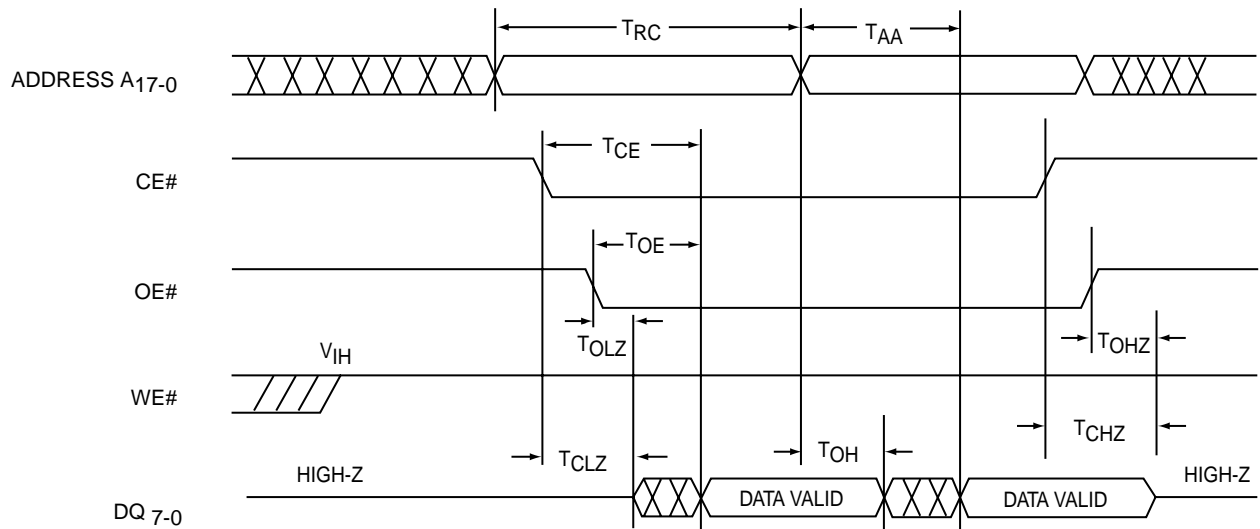 TRC
TAA
ADDRESS A17-0
TCE
CE#
TOE
OE#
TOLZ
TOHZ
VIH
WE#
TCLZ
TOH
TCHZ
HIGH-Z
HIGH-Z
DATA VALID
DATA VALID
DQ 7-0